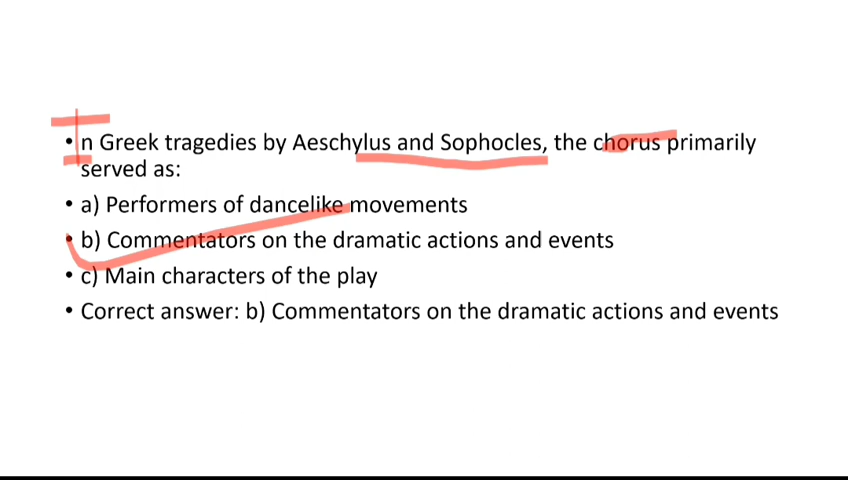 • In Greek tragedies by Aeschylus and Sophocles, the chorus primarily
served as:
• a) Performers of dancelike movements
• b) Commentators on the dramatic actions and events
• c) Main characters of the play
• Correct answer: b) Commentators on the dramatic actions and events